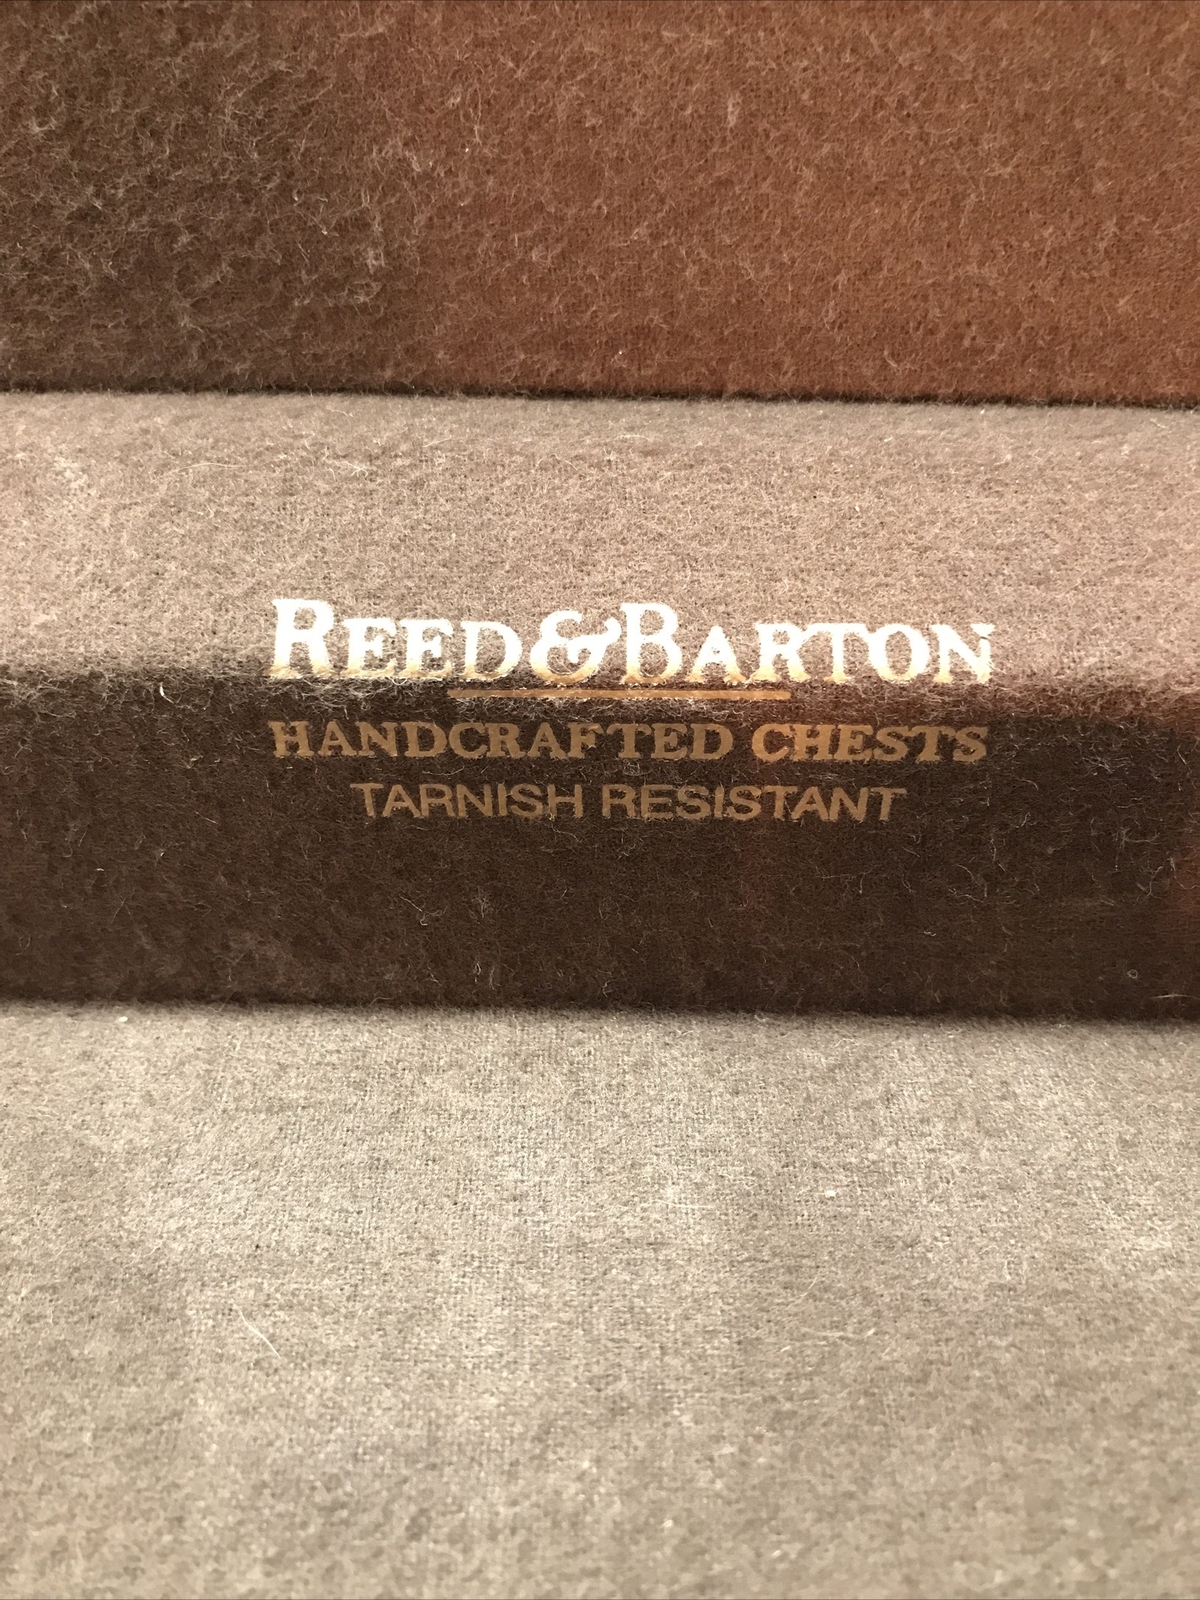 REED & BARTON
HANDCRAFTED CHESTS
TARNISH RESISTANT